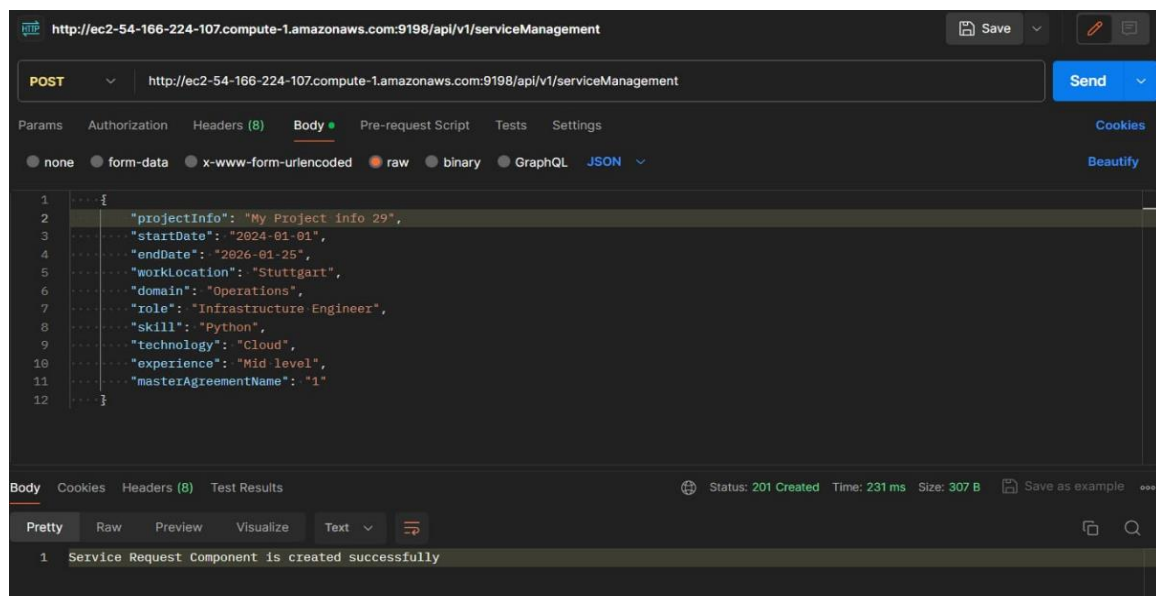 HTTP http://ec2-54-166-224-107.compute-1.amazonaws.com:9198/api/v1/serviceManagement Save
POST http://ec2-54-166-224-107.compute-1.amazonaws.com:9198/api/v1/serviceManagement Send
Params Authorization Headers (8) Body Pre-request Script Tests Settings Cookies
none form-data x-www-form-urlencoded raw binary GraphQL JSON Beautify
1 {
2 "projectInfo": "My Project info 29",
3 "startDate": "2024-01-01",
4 "endDate": "2026-01-25",
5 "workLocation": "Stuttgart",
6 "domain": "Operations",
7 "role": "Infrastructure Engineer",
8 "skill": "Python",
9 "technology": "Cloud",
10 "experience": "Mid-level",
11 "masterAgreementName": "1"
12 }
Body Cookies Headers (8) Test Results Status: 201 Created Time: 231 ms Size: 307 B Save as example
Pretty Raw Preview Visualize Text
1 Service Request Component is created successfully